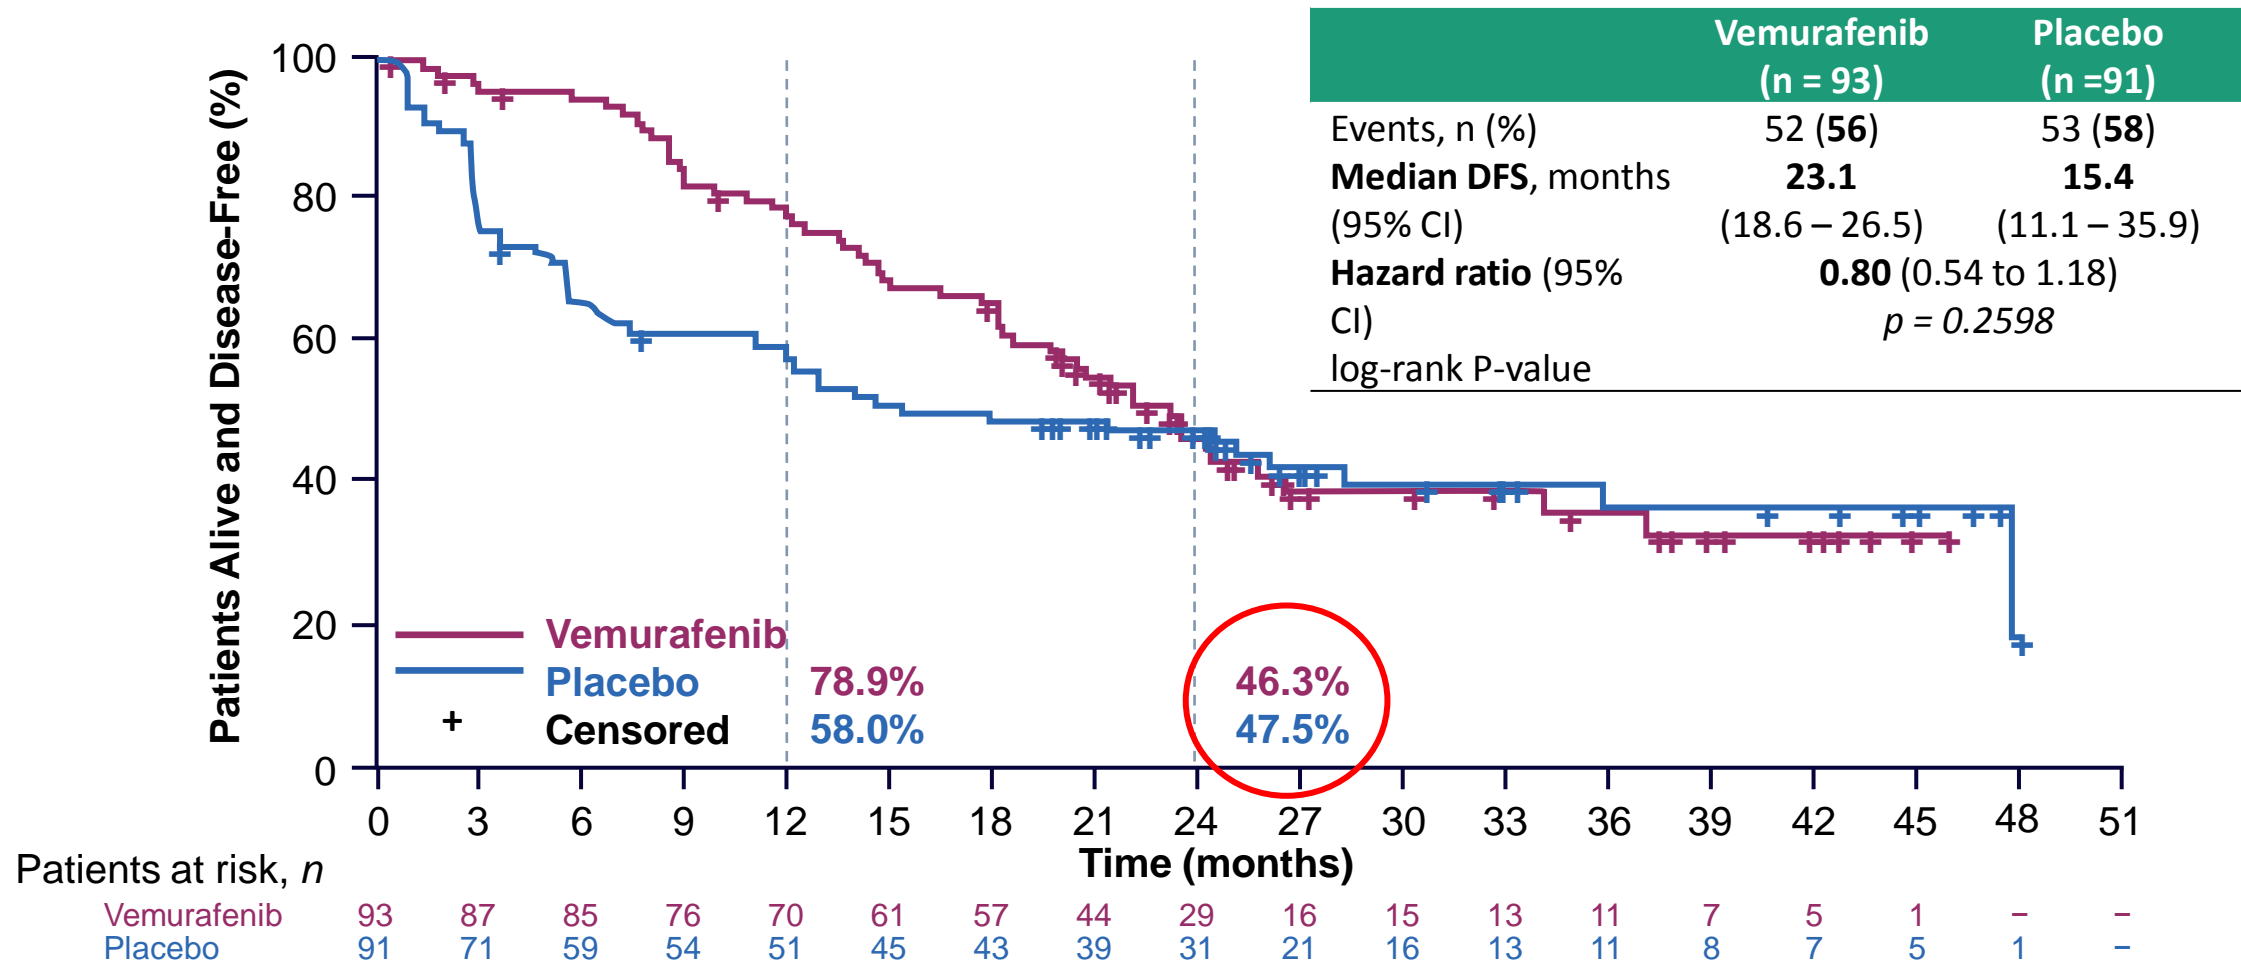 Vemurafenib Placebo
(n = 93) (n =91)
Events, n (%) 52 (56) 53 (58)
Median DFS, months 23.1 15.4
(95% CI) (18.6 – 26.5) (11.1 – 35.9)
Hazard ratio (95% 0.80 (0.54 to 1.18)
CI) p = 0.2598
log-rank P-value
Patients Alive and Disease-Free (%)
100
80
60
40
20
0
Vemurafenib
Placebo 78.9% 46.3%
+ Censored 58.0% 47.5%
0 3 6 9 12 15 18 21 24 27 30 33 36 39 42 45 48 51
Time (months)
Patients at risk, n
Vemurafenib 93 87 85 76 70 61 57 44 29 16 15 13 11 7 5 1 – –
Placebo 91 71 59 54 51 45 43 39 31 21 16 13 11 8 7 5 1 –